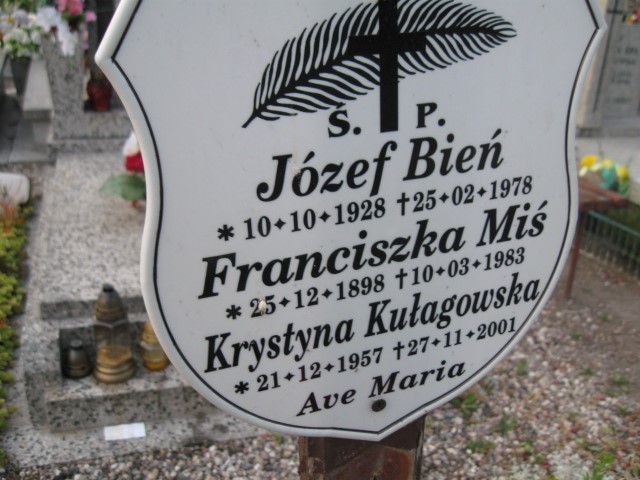 Ś. P.
Józef Bień
* 10•10•1928 †25•02•1978
Franciszka Miś
* 25•12•1898 †10•03•1983
Krystyna Kułagowska
* 21•12•1957 †27•11•2001
Ave Maria